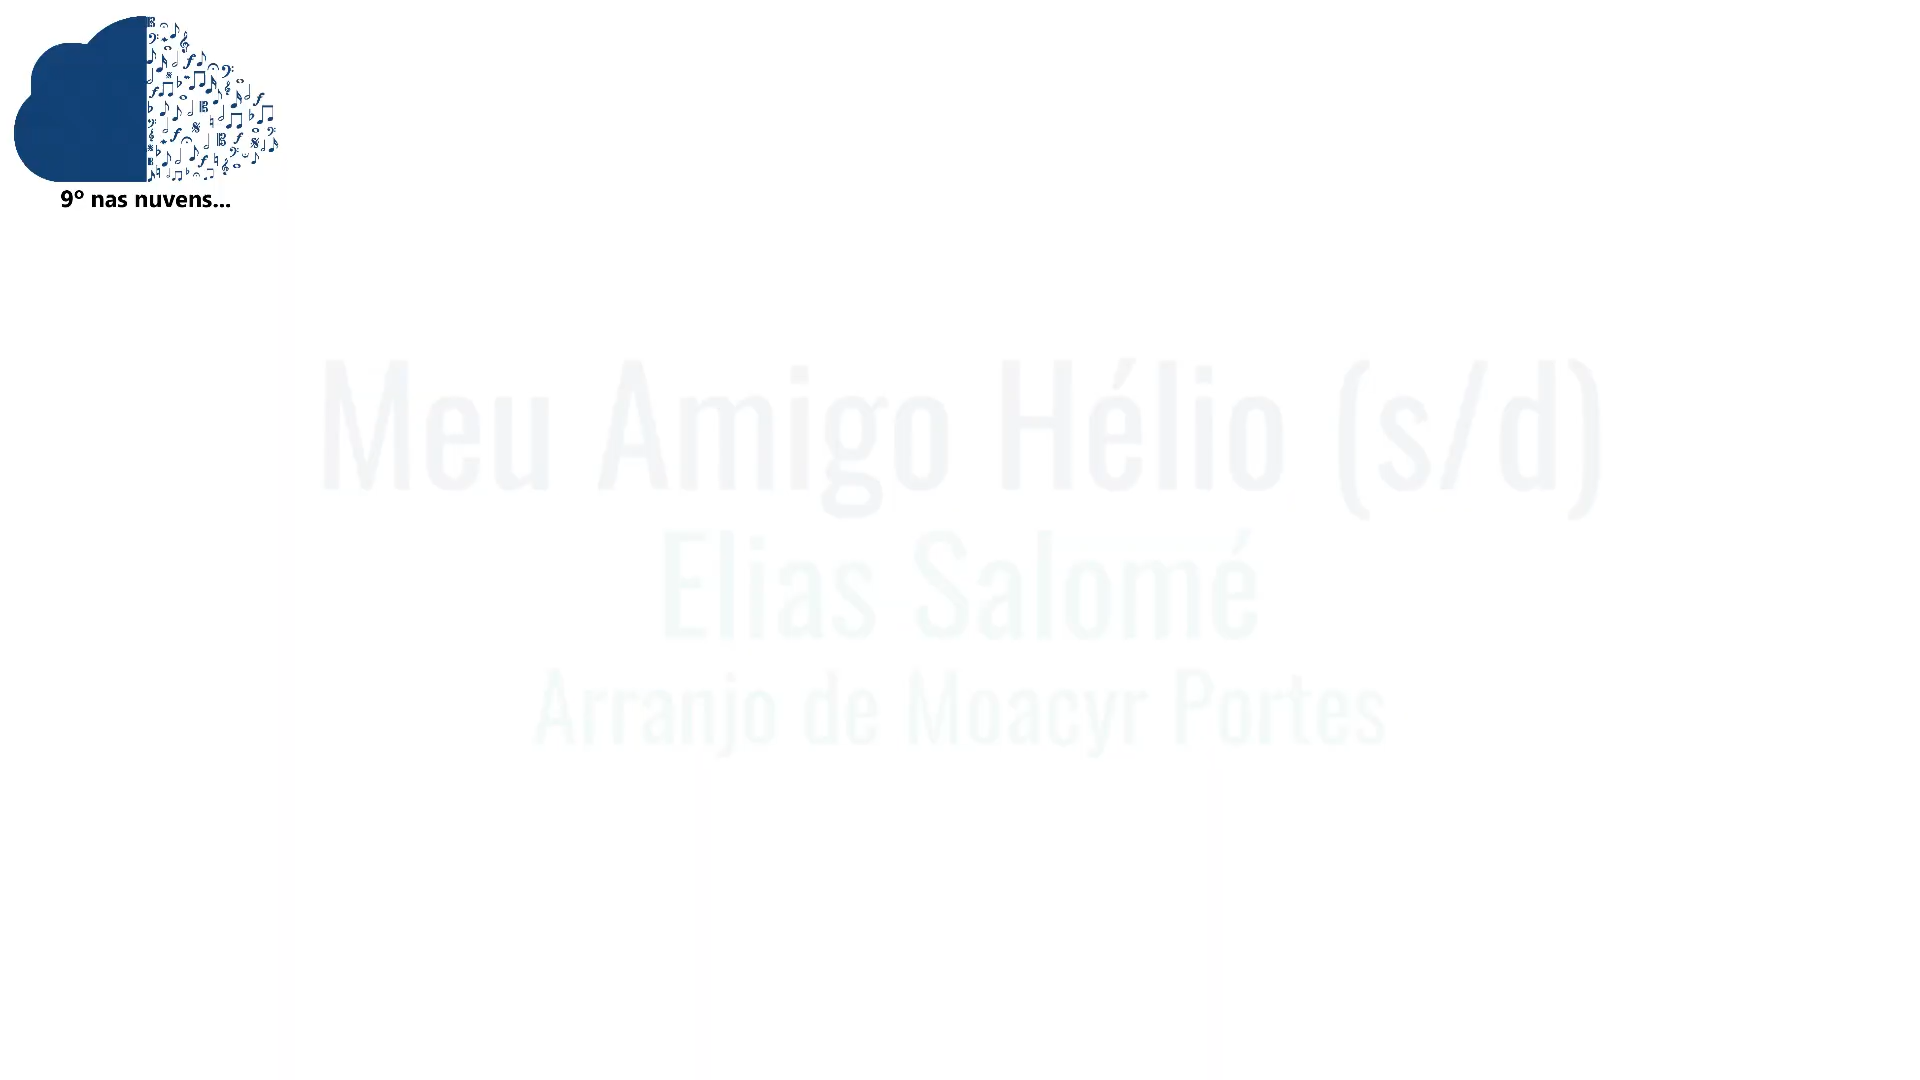 9º nas nuvens...
Meu Amigo Hélio (s/d)
Elias Salomé
Arranjo de Moacyr Portes